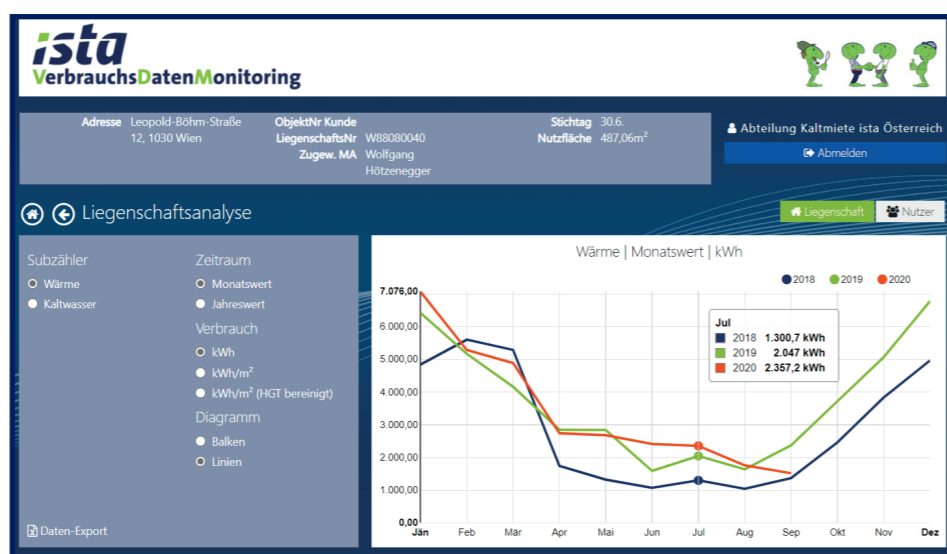 ista
VerbrauchsDatenMonitoring
Adresse Leopold-Böhm-Straße
12, 1030 Wien
ObjektNr Kunde
LiegenschaftsNr W88080040
Zugew. MA Wolfgang
Hötzenegger
Stichtag 30.6.
Nutzfläche 487,06m²
Abteilung Kaltmiete ista Österreich
Abmelden
Liegenschaftsanalyse
Liegenschaft
Nutzer
Subzähler
Wärme
Kaltwasser
Zeitraum
Monatswert
Jahreswert
Verbrauch
kWh
kWh/m²
kWh/m² (HGT bereinigt)
Diagramm
Balken
Linien
Daten-Export
Wärme | Monatswert | kWh
2018 2019 2020
7.076,00
6.000,00
5.000,00
4.000,00
3.000,00
2.000,00
1.000,00
0,00
Jul
2018 1.300,7 kWh
2019 2.047 kWh
2020 2.357,2 kWh
Jän Feb Mär Apr Mai Jun Jul Aug Sep Okt Nov Dez